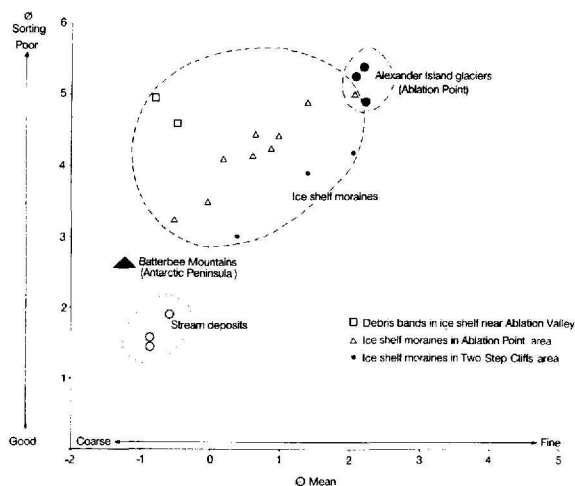 Ø
Sorting
Poor
6
5
4
3
2
1
Good
Alexander Island glaciers
(Ablation Point)
Ice shelf moraines
Batterbee Mountains
(Antarctic Peninsula)
Stream deposits
Debris bands in ice shelf near Ablation Valley
Ice shelf moraines in Ablation Point area
Ice shelf moraines in Two Step Cliffs area
Coarse
Fine
-2
-1
0
1
2
3
4
5
Ø Mean